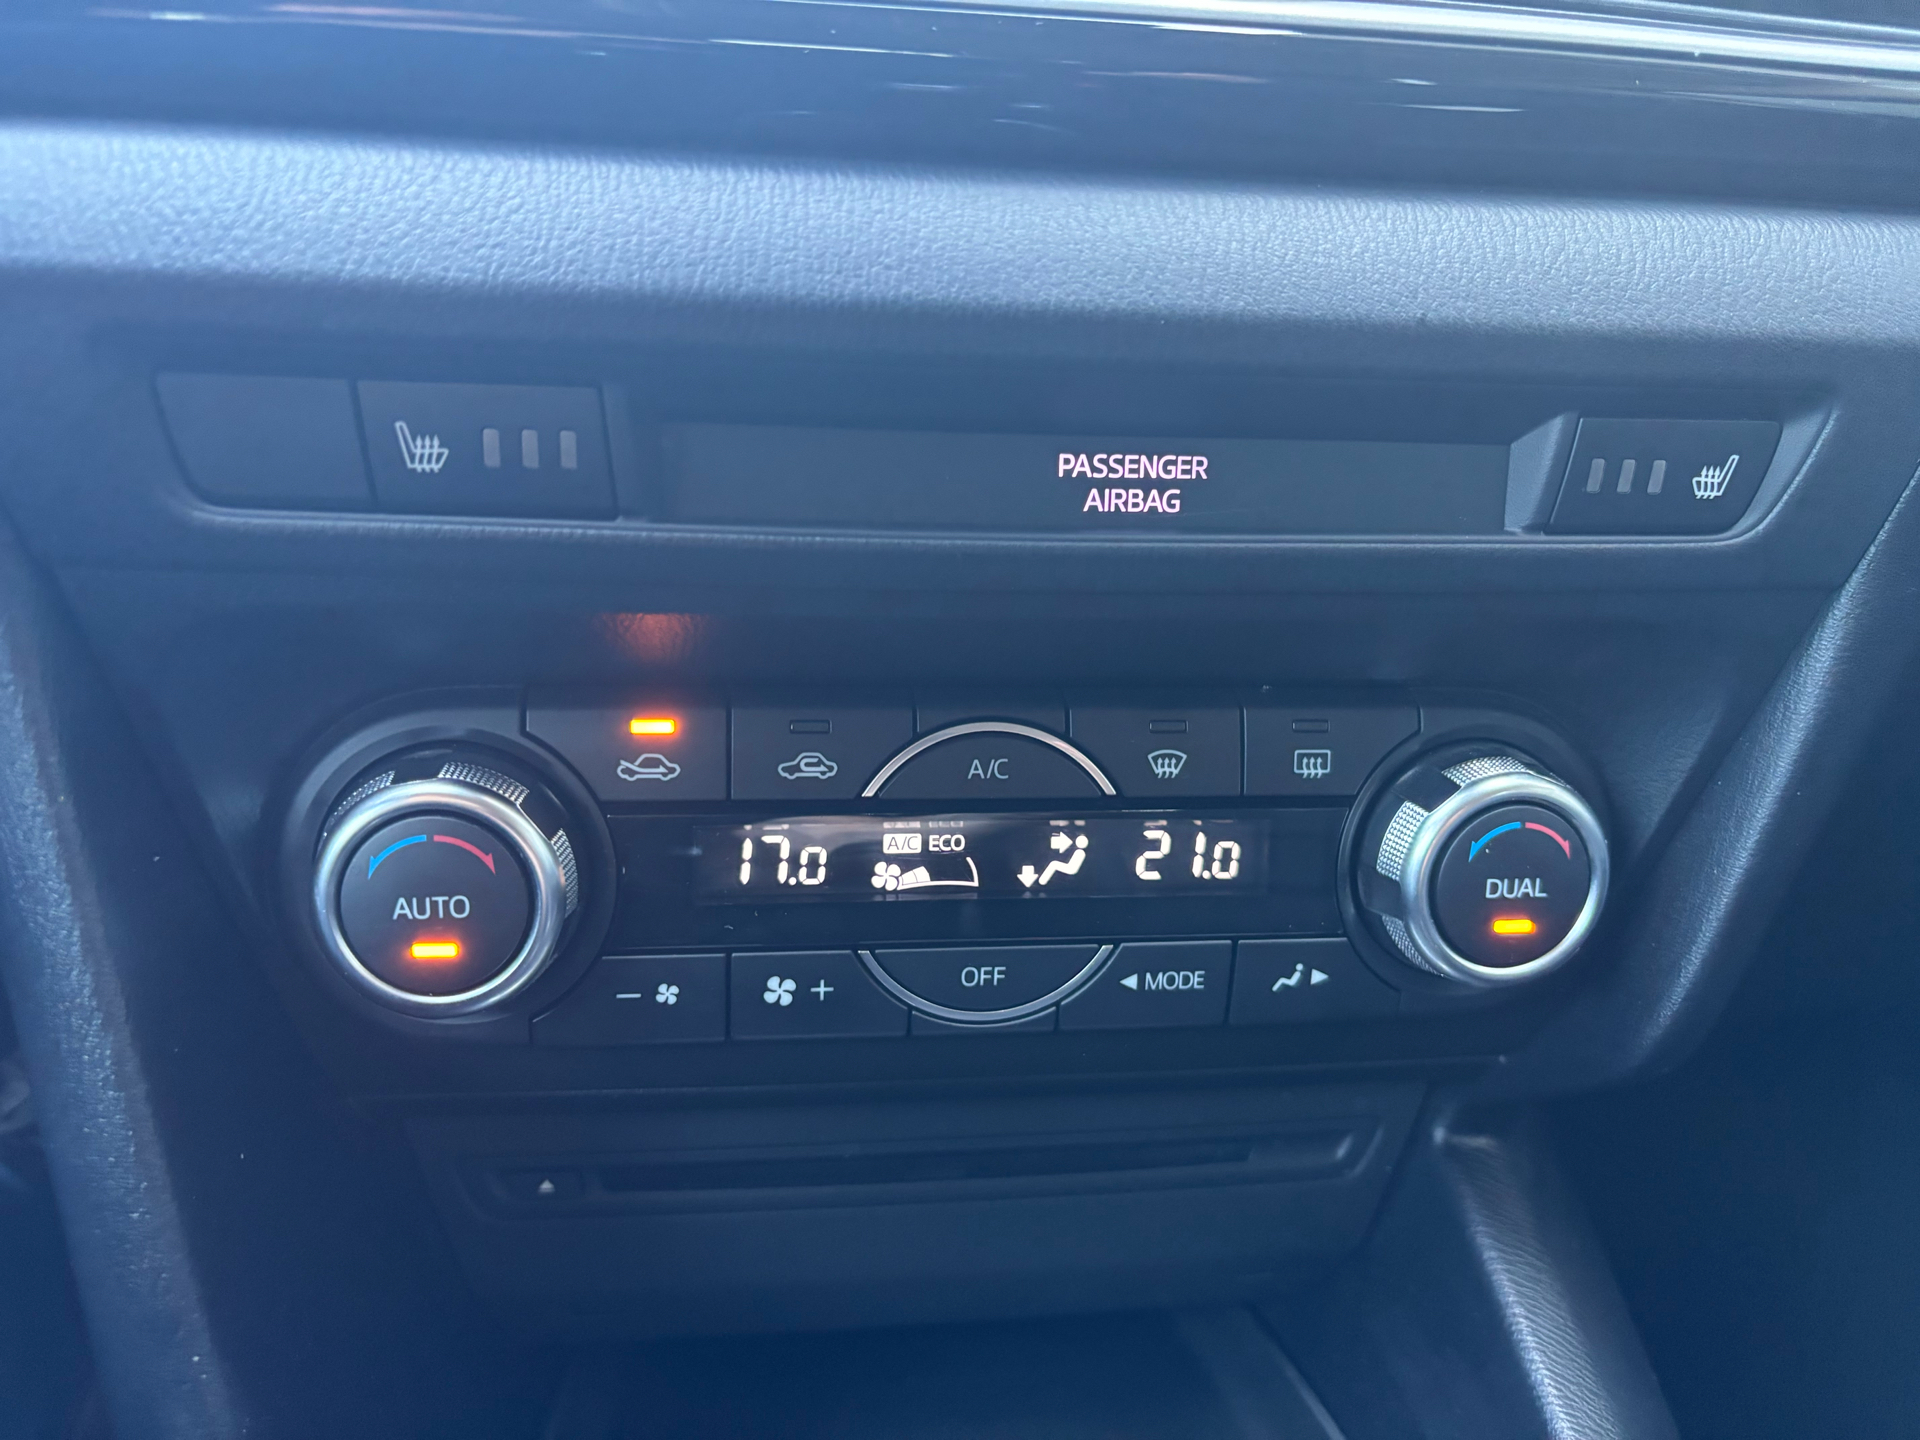 PASSENGER
AIRBAG
A/C
17.0
A/C ECO
21.0
AUTO
DUAL
OFF
MODE